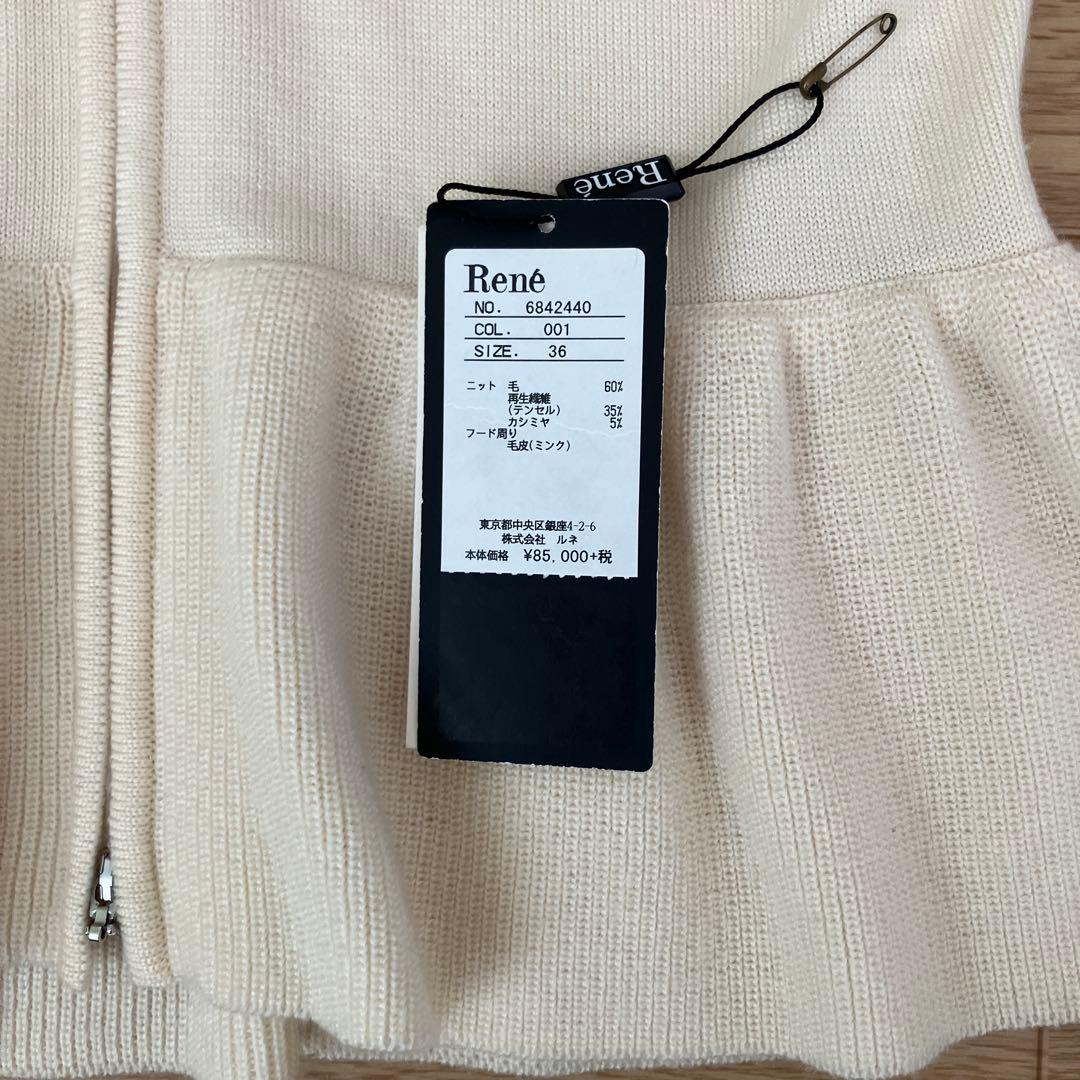 René
René
NO. 6842440
COL. 001
SIZE. 36
ニット 毛 60%
再生繊維
(テンセル) 35%
カシミヤ 5%
フード周り
毛皮(ミンク)
東京都中央区銀座4-2-6
株式会社 ルネ
本体価格 ¥85,000+税